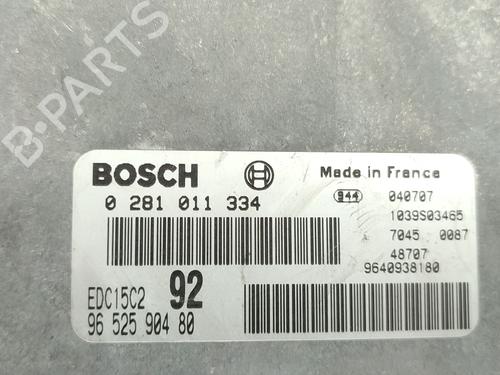 B-PARTS
BOSCH
Made in France
0 281 011 334
944 040707
1039S03465
7045 0087
48707
9640938180
EDC15C2 92
96 525 904 80